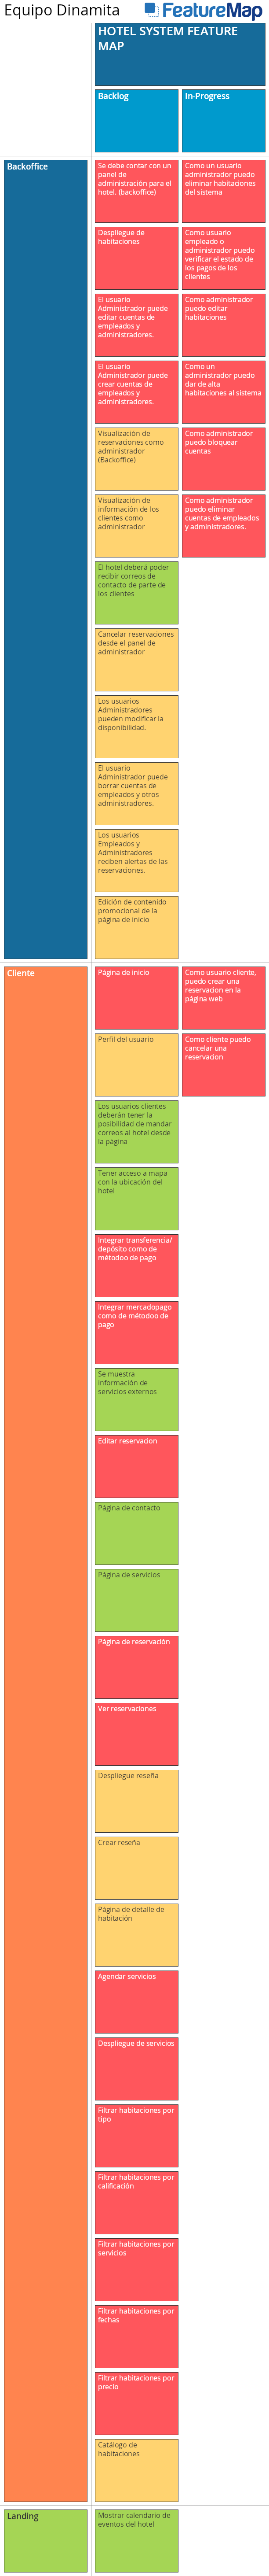 Equipo Dinamita
FeatureMap
HOTEL SYSTEM FEATURE
MAP
Backlog
In-Progress
Backoffice
Se debe contar con un
panel de
administración para el
hotel. (backoffice)
Como un usuario
administrador puedo
eliminar habitaciones
del sistema
Despliegue de
habitaciones
Como usuario
empleado o
administrador puedo
verificar el estado de
los pagos de los
clientes
El usuario
Administrador puede
editar cuentas de
empleados y
administradores.
Como administrador
puedo editar
habitaciones
El usuario
Administrador puede
crear cuentas de
empleados y
administradores.
Como un
administrador puedo
dar de alta
habitaciones al sistema
Visualización de
reservaciones como
administrador
(Backoffice)
Como administrador
puedo bloquear
cuentas
Visualización de
información de los
clientes como
administrador
Como administrador
puedo eliminar
cuentas de empleados
y administradores.
El hotel deberá poder
recibir correos de
contacto de parte de
los clientes
Cancelar reservaciones
desde el panel de
administrador
Los usuarios
Administradores
pueden modificar la
disponibilidad.
El usuario
Administrador puede
borrar cuentas de
empleados y otros
administradores.
Los usuarios
Empleados y
Administradores
reciben alertas de las
reservaciones.
Edición de contenido
promocional de la
página de inicio
Cliente
Página de inicio
Como usuario cliente,
puedo crear una
reservacion en la
página web
Perfil del usuario
Como cliente puedo
cancelar una
reservacion
Los usuarios clientes
deberán tener la
posibilidad de mandar
correos al hotel desde
la página
Tener acceso a mapa
con la ubicación del
hotel
Integrar transferencia/
depósito como de
métodoo de pago
Integrar mercadopago
como de métodoo de
pago
Se muestra
información de
servicios externos
Editar reservacion
Página de contacto
Página de servicios
Página de reservación
Ver reservaciones
Despliegue reseña
Crear reseña
Página de detalle de
habitación
Agendar servicios
Despliegue de servicios
Filtrar habitaciones por
tipo
Filtrar habitaciones por
calificación
Filtrar habitaciones por
servicios
Filtrar habitaciones por
fechas
Filtrar habitaciones por
precio
Catálogo de
habitaciones
Landing
Mostrar calendario de
eventos del hotel